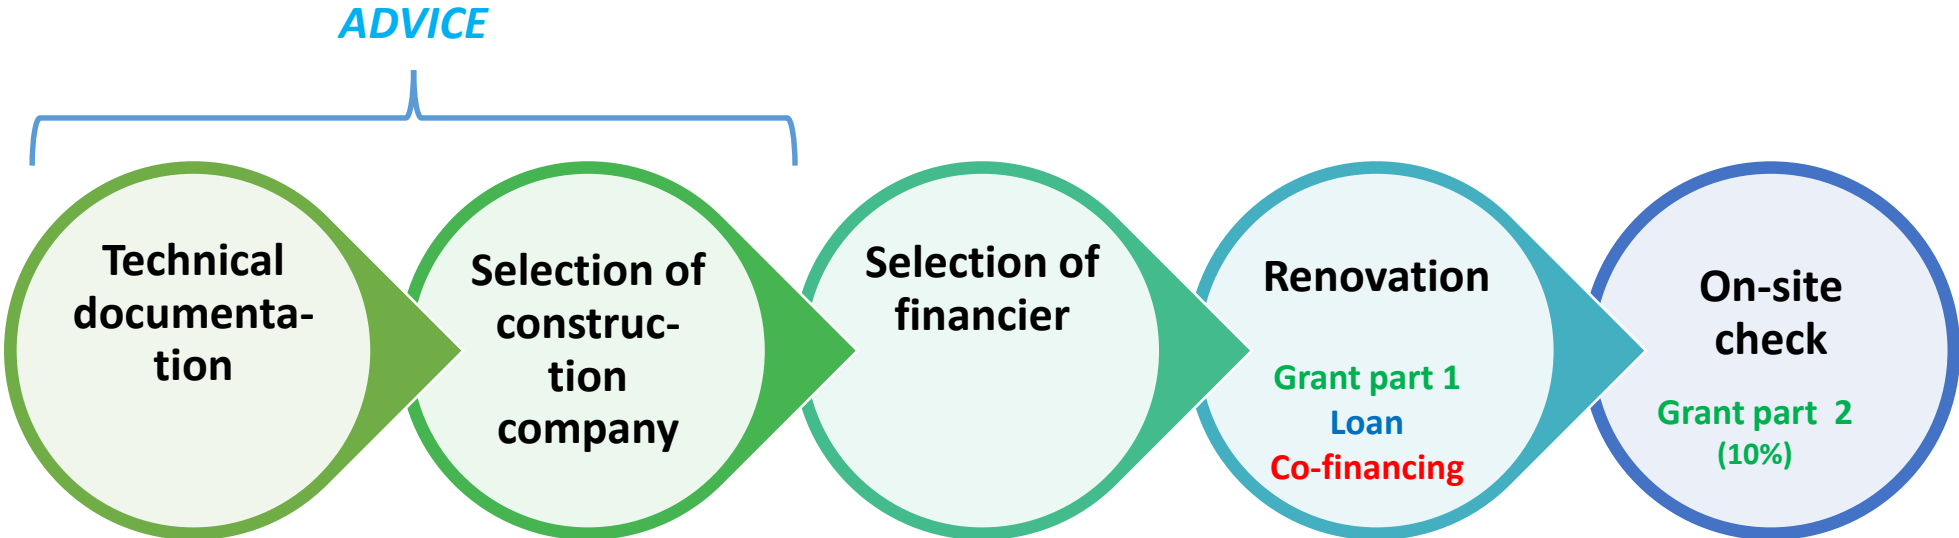 ADVICE
Technical
documenta-
tion
Selection of
construc-
tion
company
Selection of
financier
Renovation
Grant part 1
Loan
Co-financing
On-site
check
Grant part 2
(10%)